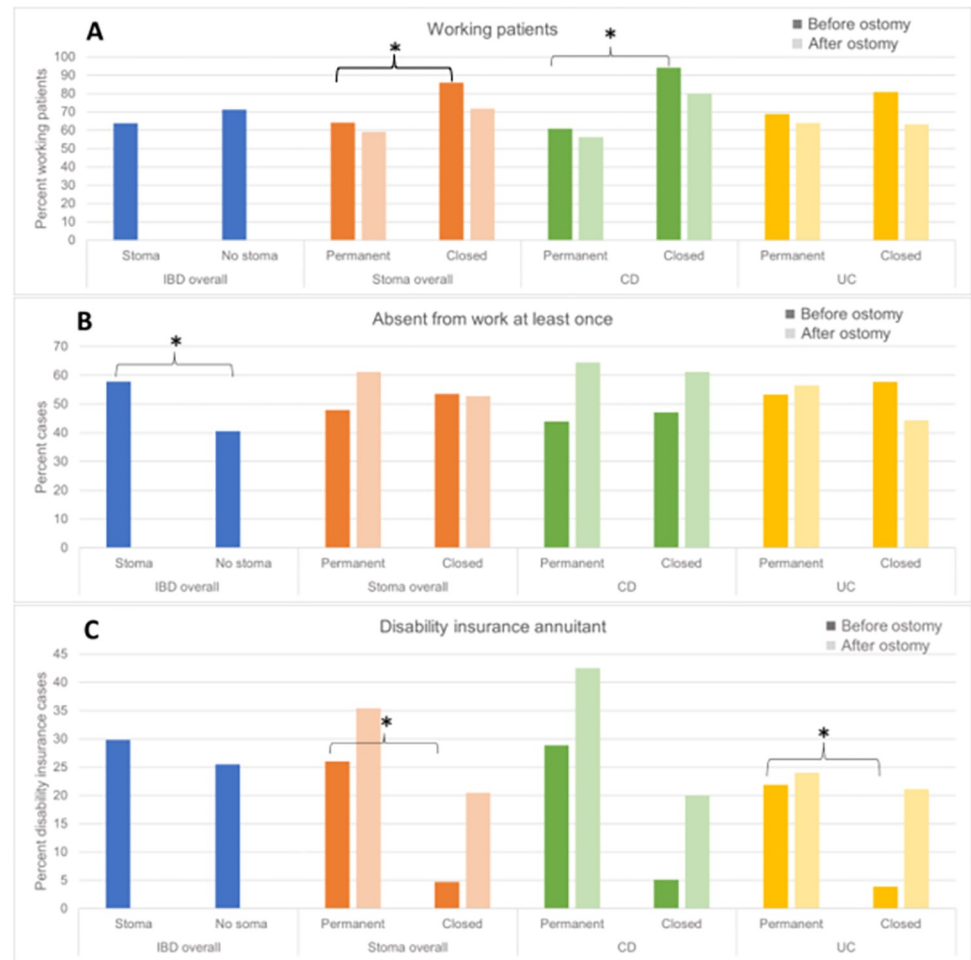 A
Working patients
Before ostomy
After ostomy
*
*
Percent working patients
100
90
80
70
60
50
40
30
20
10
0
Stoma No stoma Permanent Closed Permanent Closed Permanent Closed
IBD overall Stoma overall CD UC
B
Absent from work at least once
Before ostomy
After ostomy
*
Percent cases
70
60
50
40
30
20
10
0
Stoma No stoma Permanent Closed Permanent Closed Permanent Closed
IBD overall Stoma overall CD UC
C
Disability insurance annuitant
Before ostomy
After ostomy
*
*
Percent disability insurance cases
45
40
35
30
25
20
15
10
5
0
Stoma No soma Permanent Closed Permanent Closed Permanent Closed
IBD overall Stoma overall CD UC